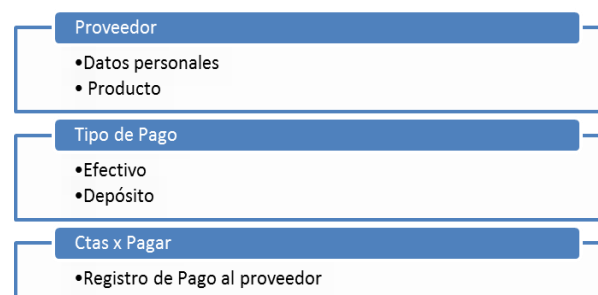 Proveedor
•Datos personales
• Producto
Tipo de Pago
•Efectivo
•Depósito
Ctas x Pagar
•Registro de Pago al proveedor